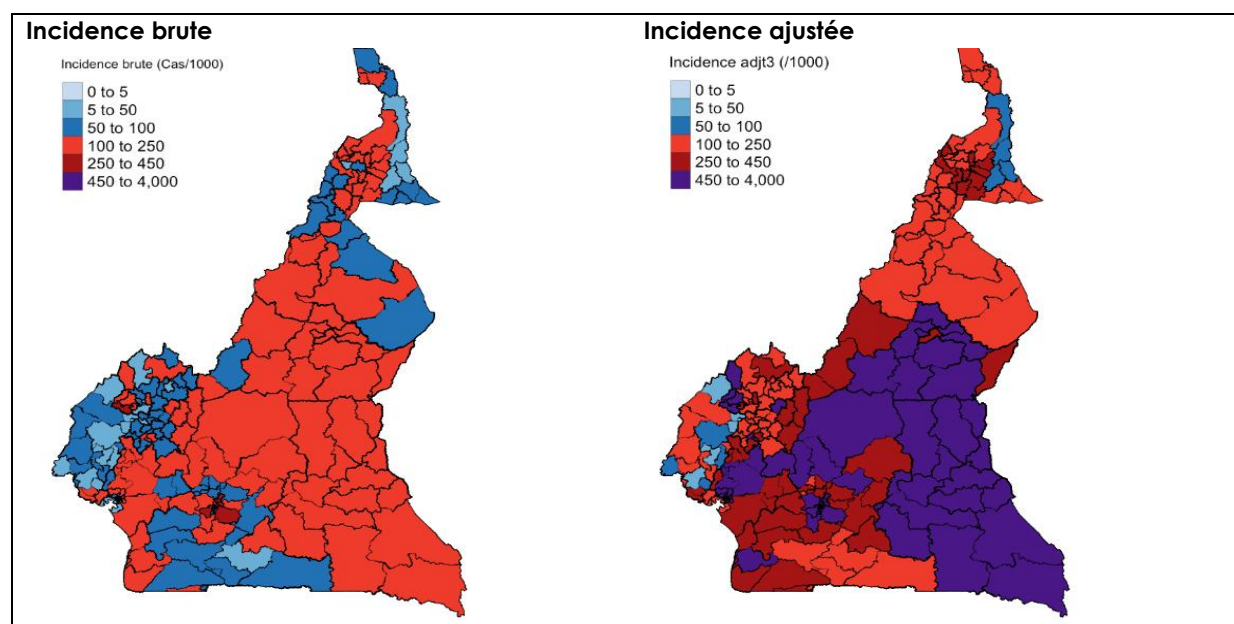 Incidence brute
Incidence brute (Cas/1000)
0 to 5
5 to 50
50 to 100
100 to 250
250 to 450
450 to 4,000
Incidence ajustée
Incidence adjt3 (/1000)
0 to 5
5 to 50
50 to 100
100 to 250
250 to 450
450 to 4,000